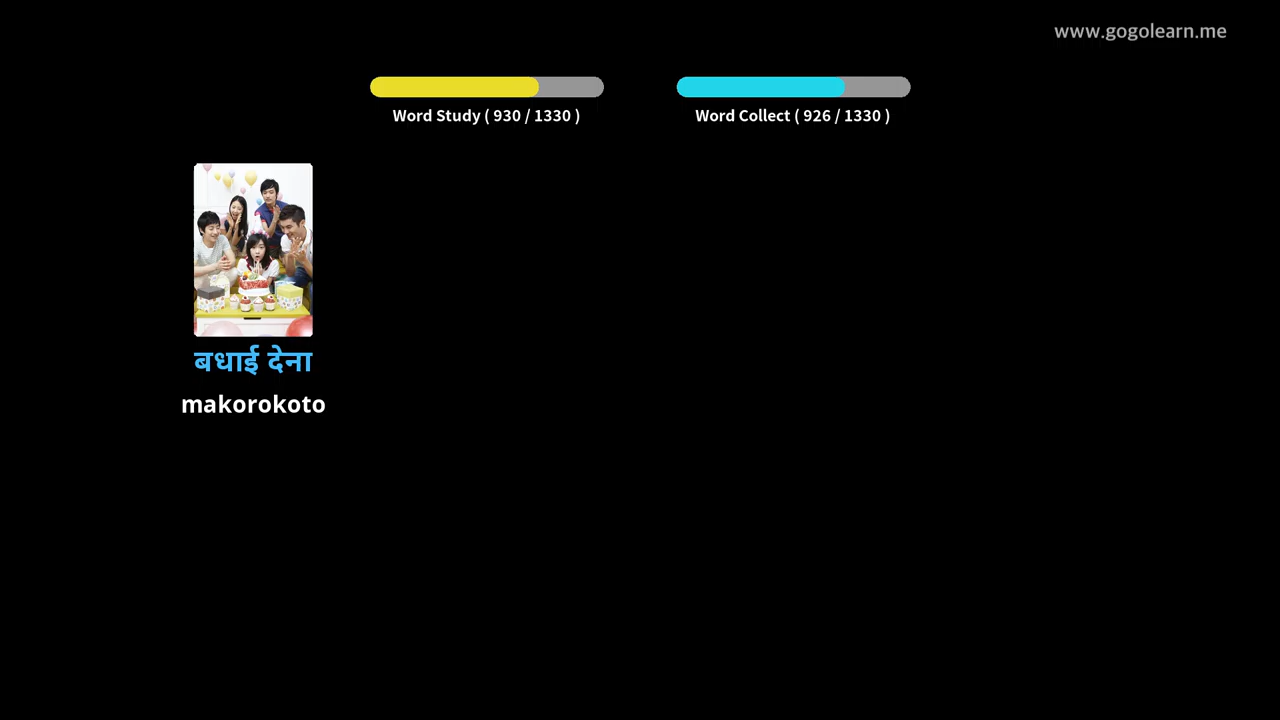 www.gogolearn.me
Word Study ( 930 / 1330 )
Word Collect ( 926 / 1330 )
बधाई देना
makorokoto